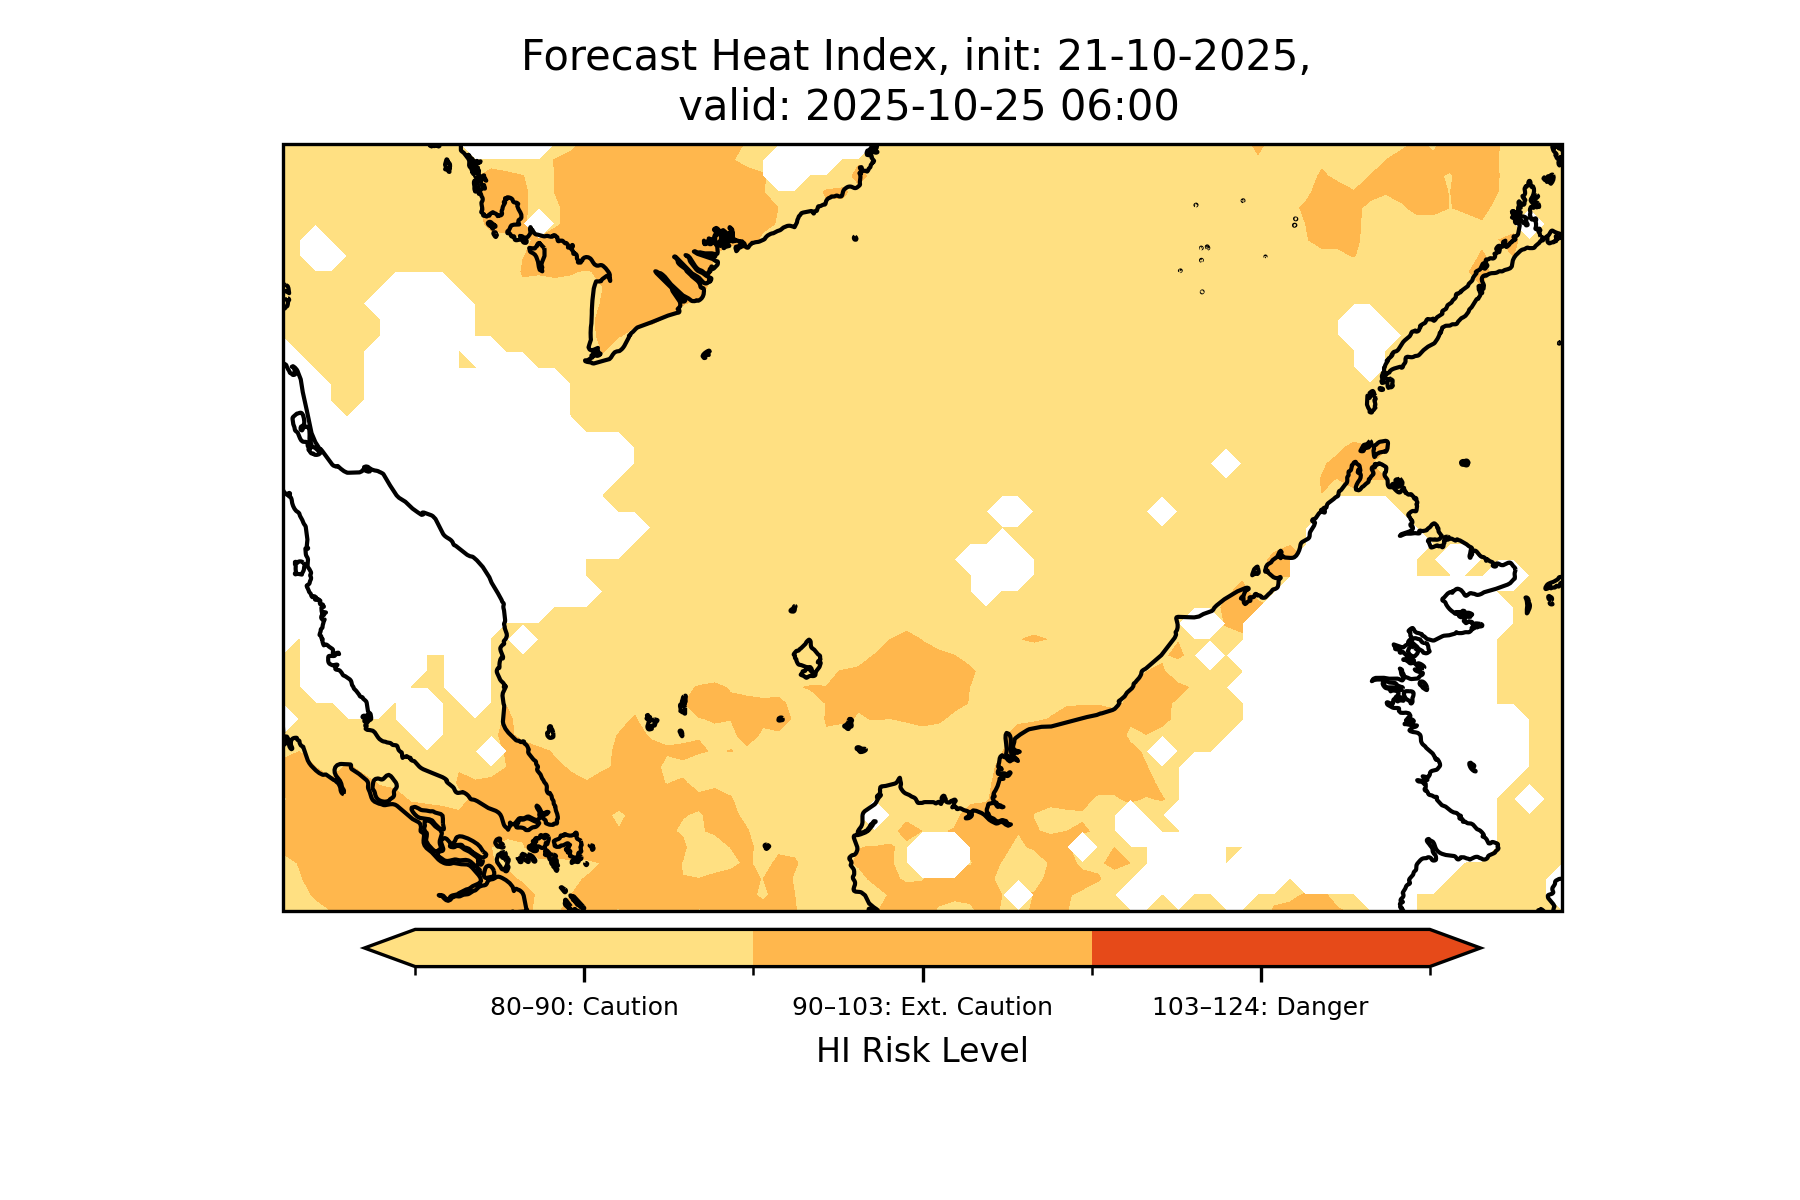 Forecast Heat Index, init: 21-10-2025,
valid: 2025-10-25 06:00
80–90: Caution
90–103: Ext. Caution
103–124: Danger
HI Risk Level